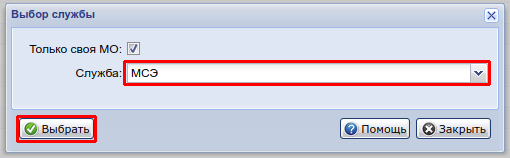 Выбор службы
Только своя МО:
Служба: МСЭ
Выбрать Помощь Закрыть